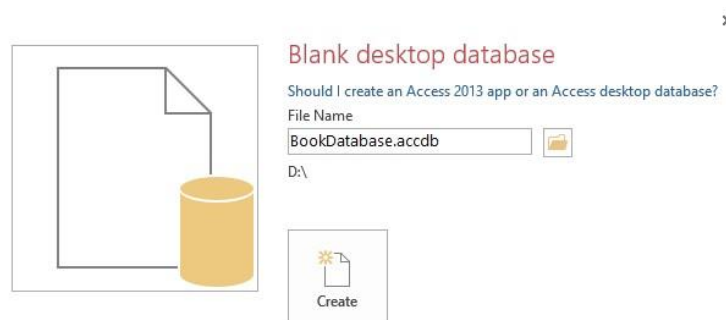 Blank desktop database
Should I create an Access 2013 app or an Access desktop database?
File Name
BookDatabase.accdb
D:\
Create